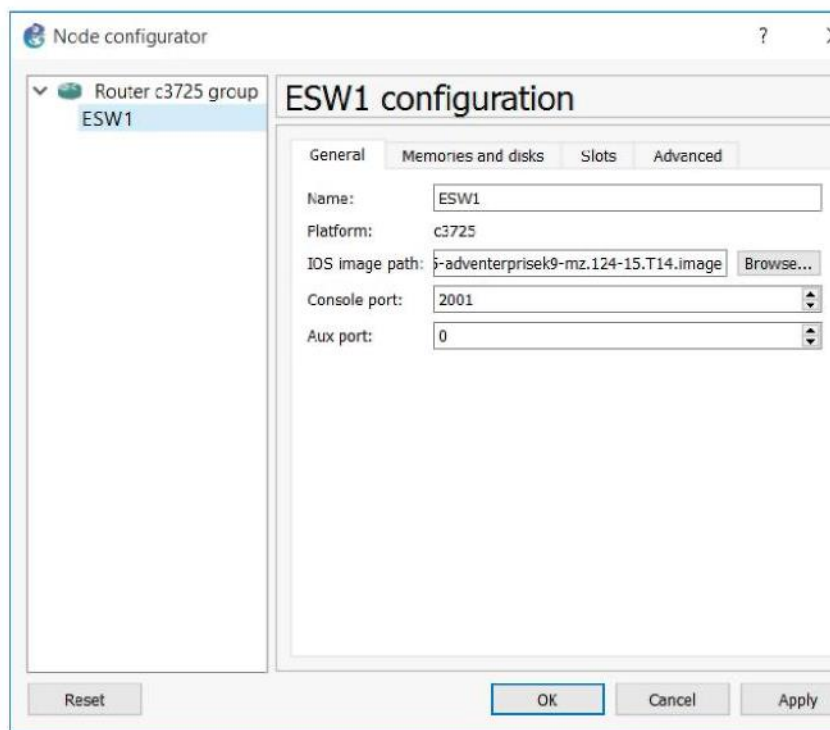 Node configurator
?
Router c3725 group
ESW1
ESW1 configuration
General Memories and disks Slots Advanced
Name: ESW1
Platform: c3725
IOS image path: 5-adventerprisek9-mz.124-15.T14.image Browse...
Console port: 2001
Aux port: 0
Reset OK Cancel Apply